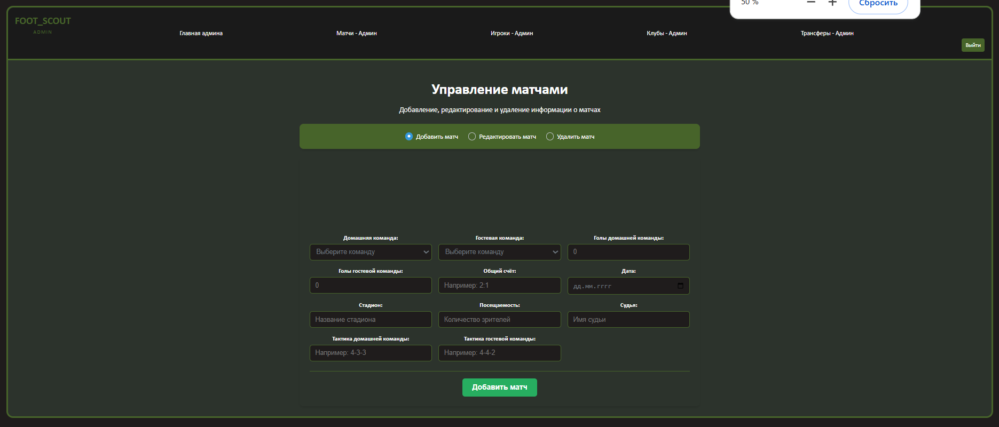 50 %
Сбросить
FOOT_SCOUT
ADMIN
Главная админа
Матчи - Админ
Игроки - Админ
Клубы - Админ
Трансферы - Админ
Выйти
Управление матчами
Добавление, редактирование и удаление информации о матчах
Добавить матч
Редактировать матч
Удалить матч
Домашняя команда:
Гостевая команда:
Голы домашней команды:
Выберите команду
Выберите команду
0
Голы гостевой команды:
Общий счёт:
Дата:
0
Например: 2:1
дд.мм.гггг
Стадион:
Посещаемость:
Судья:
Название стадиона
Количество зрителей
Имя судьи
Тактика домашней команды:
Тактика гостевой команды:
Например: 4-3-3
Например: 4-4-2
Добавить матч